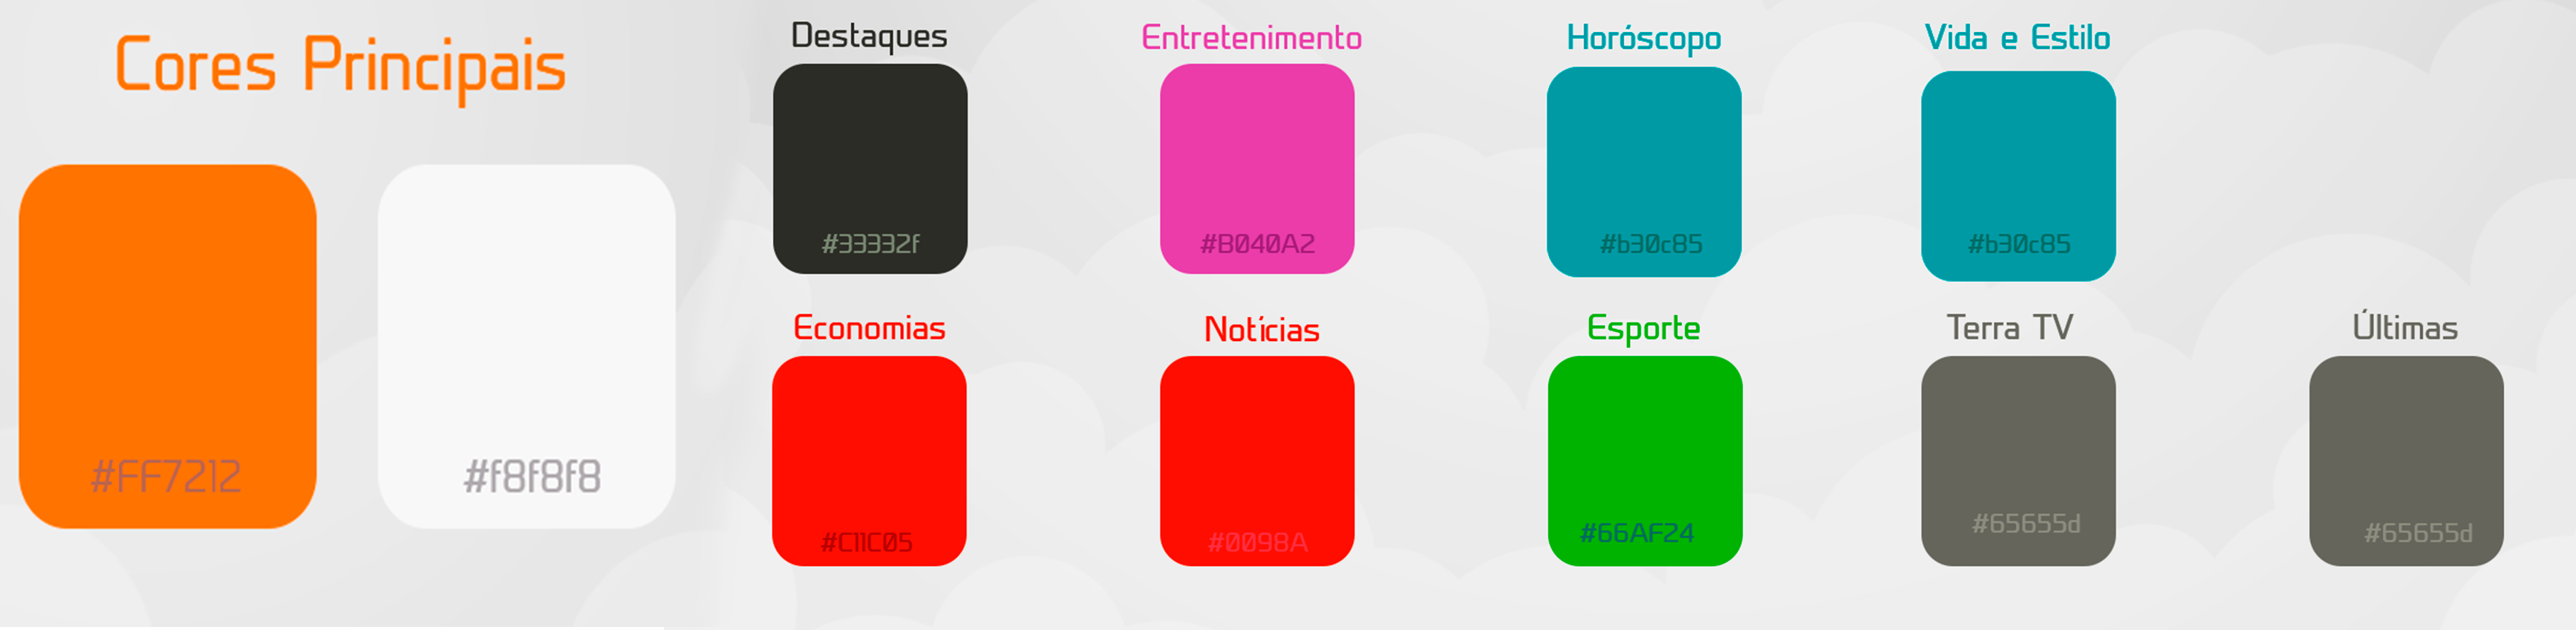 Cores Principais
#FF7212
#f8f8f8
Destaques
#33332f
Entretenimento
#B040A2
Horóscopo
#b30c85
Vida e Estilo
#b30c85
Economias
#C11C05
Notícias
#0098A
Esporte
#66AF24
Terra TV
#65655d
Últimas
#65655d